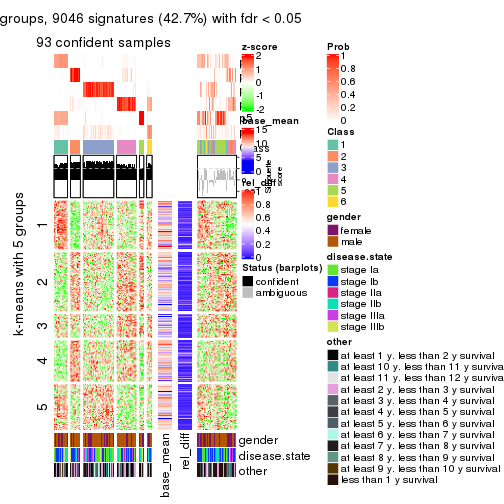 groups, 9046 signatures (42.7%) with fdr < 0.05
93 confident samples
k-means with 5 groups
1
2
3
4
5
p5
base_mean
rel_diff
gender
disease.state
other
z-score
2
1
0
-1
-2
base_mean
15
10
5
0
Silhouette
score
rel_diff
1
0.8
0.6
0.4
0.2
0
Status (barplots)
confident
ambiguous
Prob
1
0.8
0.6
0.4
0.2
0
Class
1
2
3
4
5
6
gender
female
male
disease.state
stage Ia
stage Ib
stage IIa
stage IIb
stage IIIa
stage IIIb
other
at least 1 y. less than 2 y survival
at least 10 y. less than 11 y surviva
at least 11 y. less than 12 y surviva
at least 2 y. less than 3 y survival
at least 3 y. less than 4 y survival
at least 4 y. less than 5 y survival
at least 5 y. less than 6 y survival
at least 6 y. less than 7 y survival
at least 7 y. less than 8 y survival
at least 8 y. less than 9 y survival
at least 9 y. less than 10 y survival
less than 1 y survival